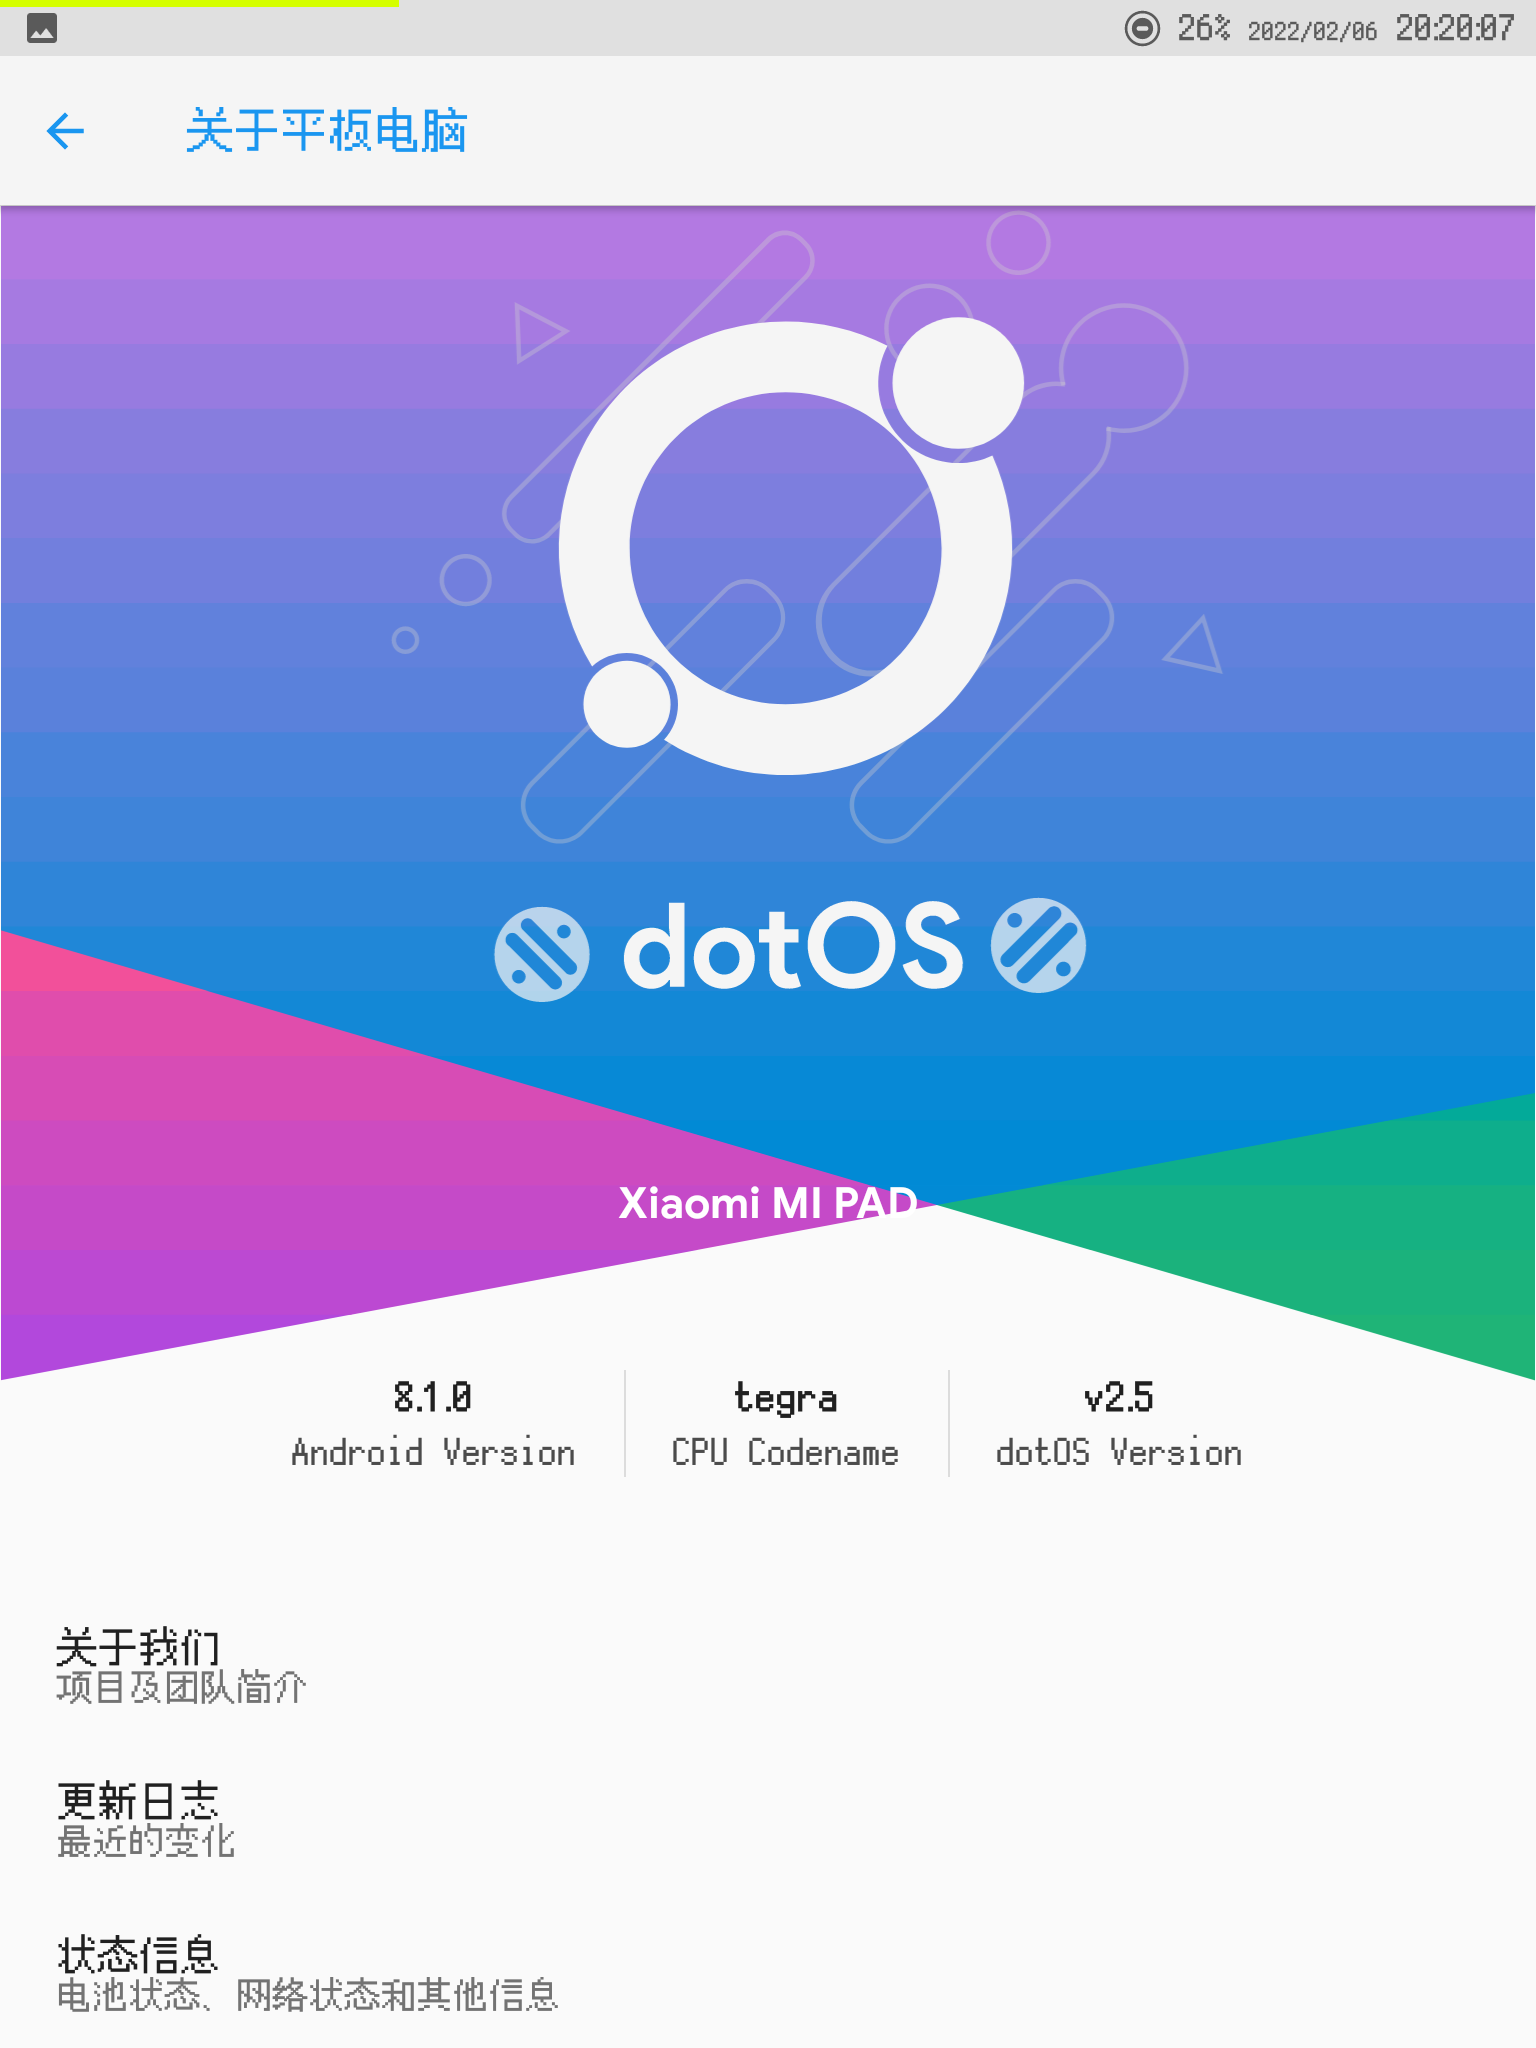 26% 2022/02/06 20:20:07
关于平板电脑
dotOS
Xiaomi MI PAD
8.1.0 tegra v2.5
Android Version CPU Codename dotOS Version
关于我们
项目及团队简介
更新日志
最近的变化
状态信息
电池状态、网络状态和其他信息